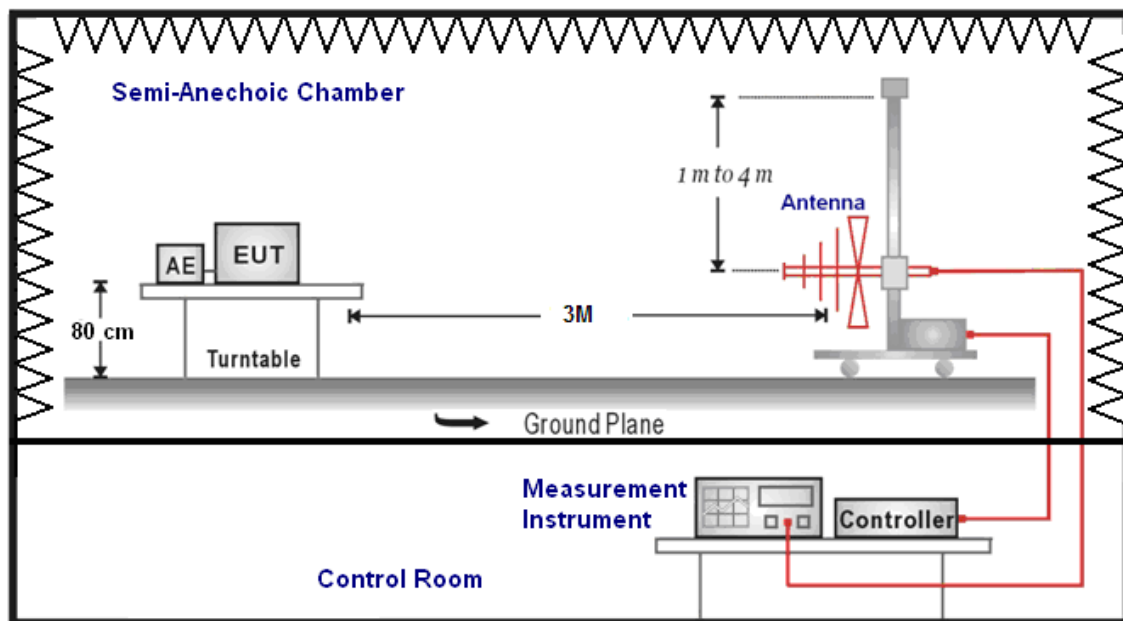 Semi-Anechoic Chamber
1 m to 4 m
Antenna
AE
EUT
80 cm
3M
Turntable
Ground Plane
Measurement
Instrument
Controller
Control Room